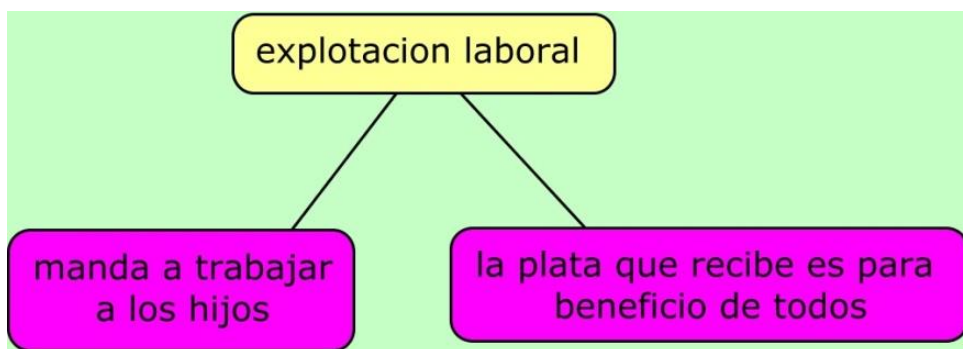 explotacion laboral
manda a trabajar
a los hijos
la plata que recibe es para
beneficio de todos